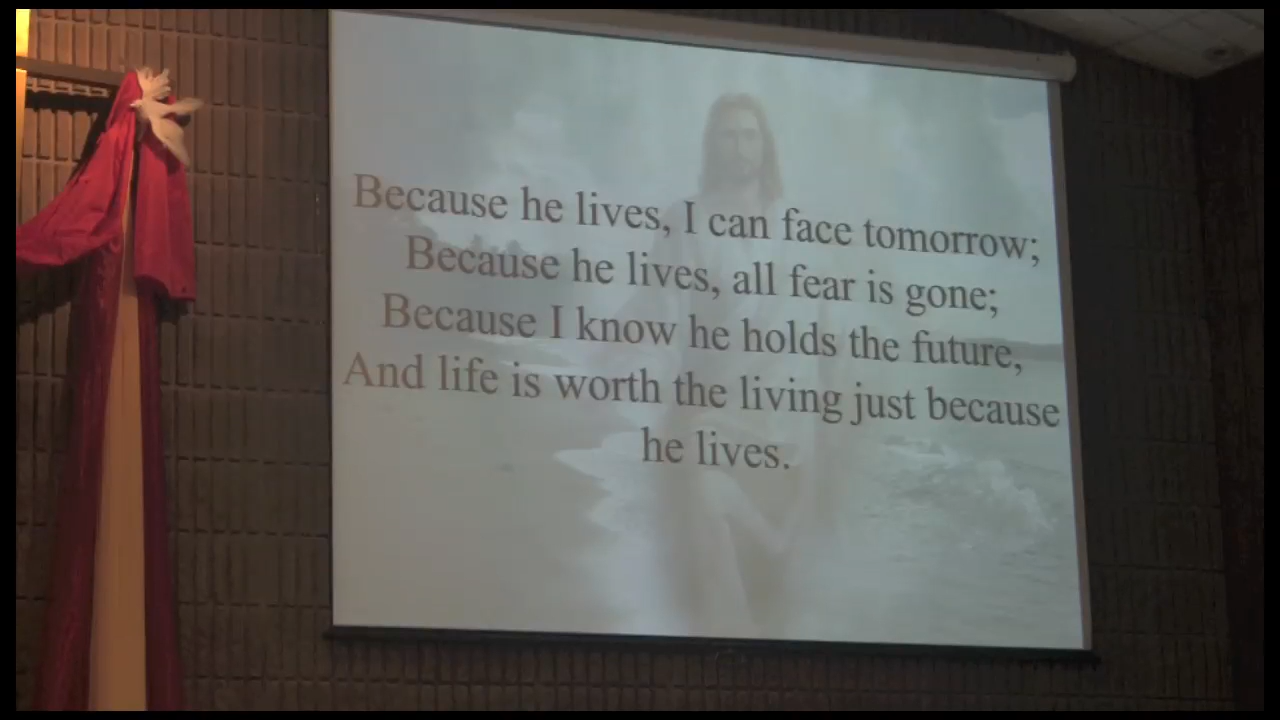 Because he lives, I can face tomorrow;
Because he lives, all fear is gone;
Because I know he holds the future,
And life is worth the living just because
he lives.